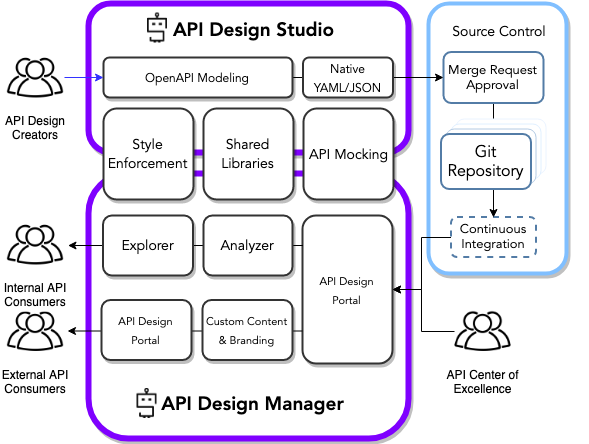 API Design Studio
Source Control
OpenAPI Modeling
Native
YAML/JSON
Merge Request
Approval
API Design
Creators
Style
Enforcement
Shared
Libraries
API Mocking
Git
Repository
Continuous
Integration
Explorer
Analyzer
API Design
Portal
Internal API
Consumers
API Design
Portal
Custom Content
& Branding
External API
Consumers
API Center of
Excellence
API Design Manager